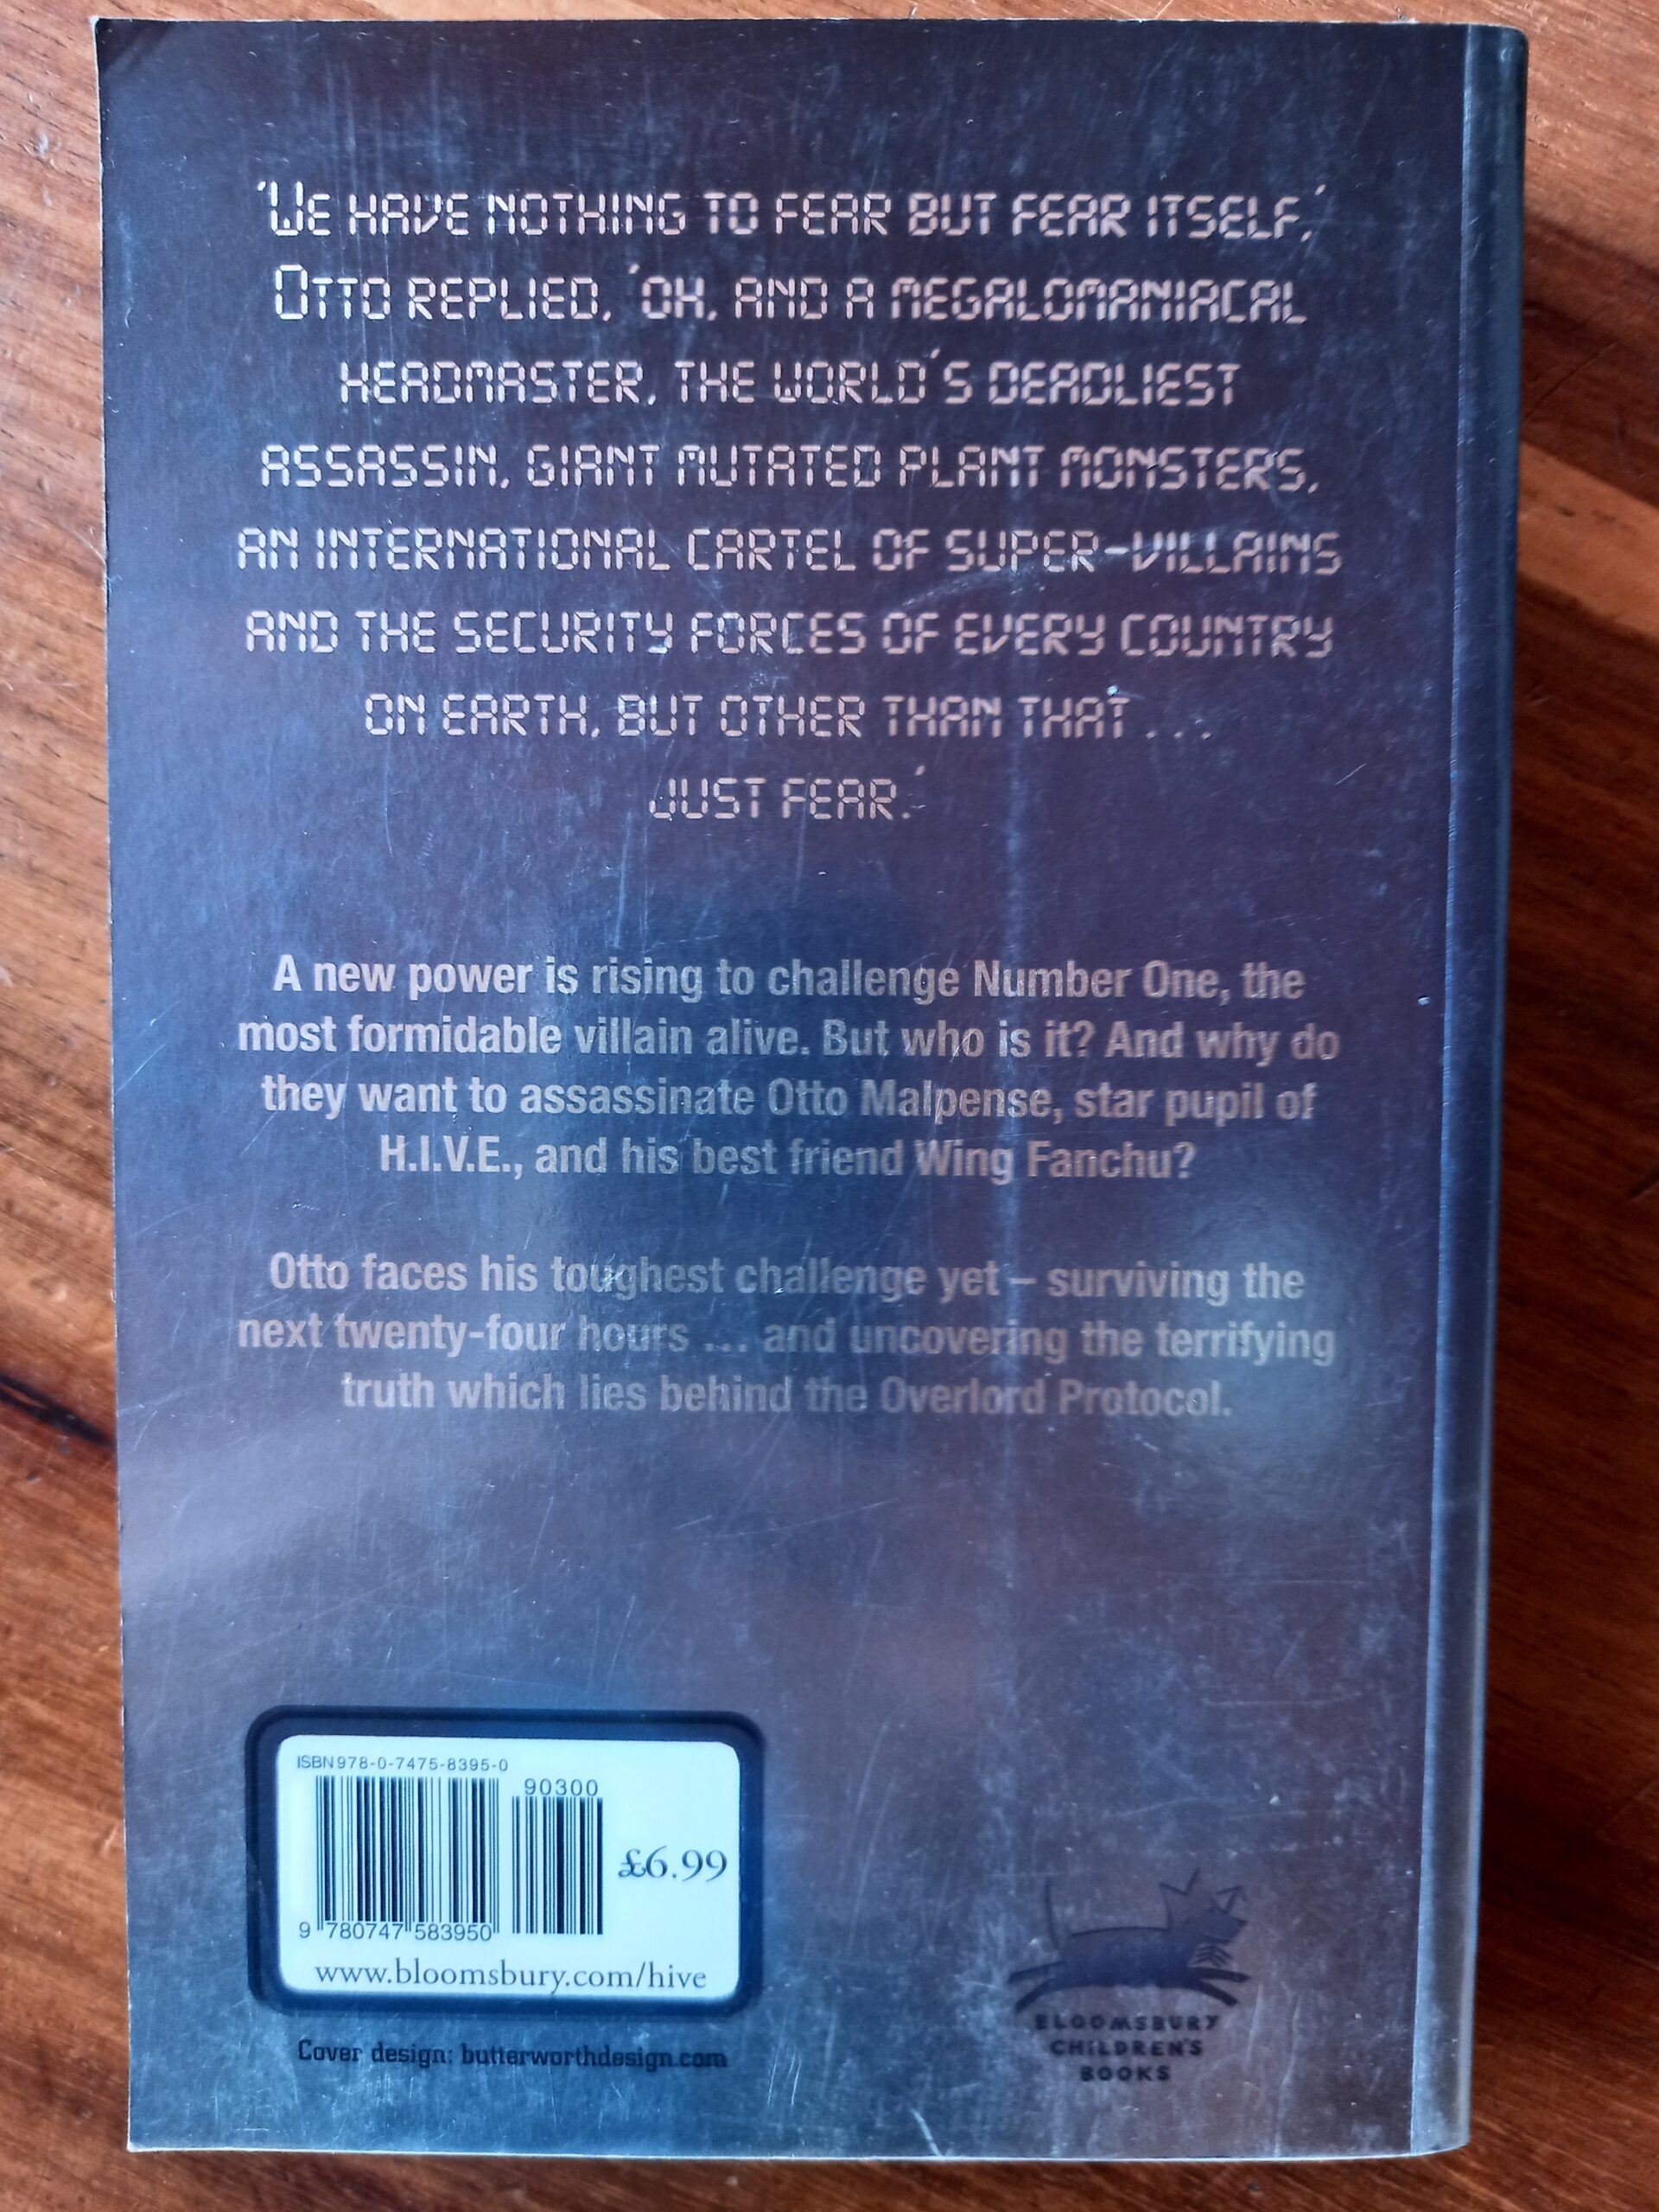 'WE HAVE NOTHING TO FEAR BUT FEAR ITSELF,'
OTTO REPLIED, 'OH, AND A MEGALOMANIACAL
HEADMASTER, THE WORLD'S DEADLIEST
ASSASSIN, GIANT MUTATED PLANT MONSTERS,
AN INTERNATIONAL CARTEL OF SUPER-VILLAINS
AND THE SECURITY FORCES OF EVERY COUNTRY
ON EARTH, BUT OTHER THAN THAT ...
JUST FEAR.'
A new power is rising to challenge Number One, the
most formidable villain alive. But who is it? And why do
they want to assassinate Otto Malpense, star pupil of
H.I.V.E., and his best friend Wing Fanchu?
Otto faces his toughest challenge yet – surviving the
next twenty-four hours ... and uncovering the terrifying
truth which lies behind the Overlord Protocol.
ISBN 978-0-7475-8395-0
90300
£6.99
9 780747 583950
www.bloomsbury.com/hive
Cover design: butterworthdesign.com
BLOOMSBURY
CHILDREN'S
BOOKS